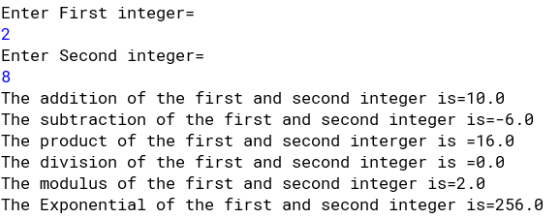 Enter First integer=
2
Enter Second integer=
8
The addition of the first and second integer is=10.0
The subtraction of the first and second integer is=-6.0
The product of the first and second interger is =16.0
The division of the first and second integer =0.0
The modulus of the first and second integer is=2.0
The Exponential of the first and second integer is=256.0